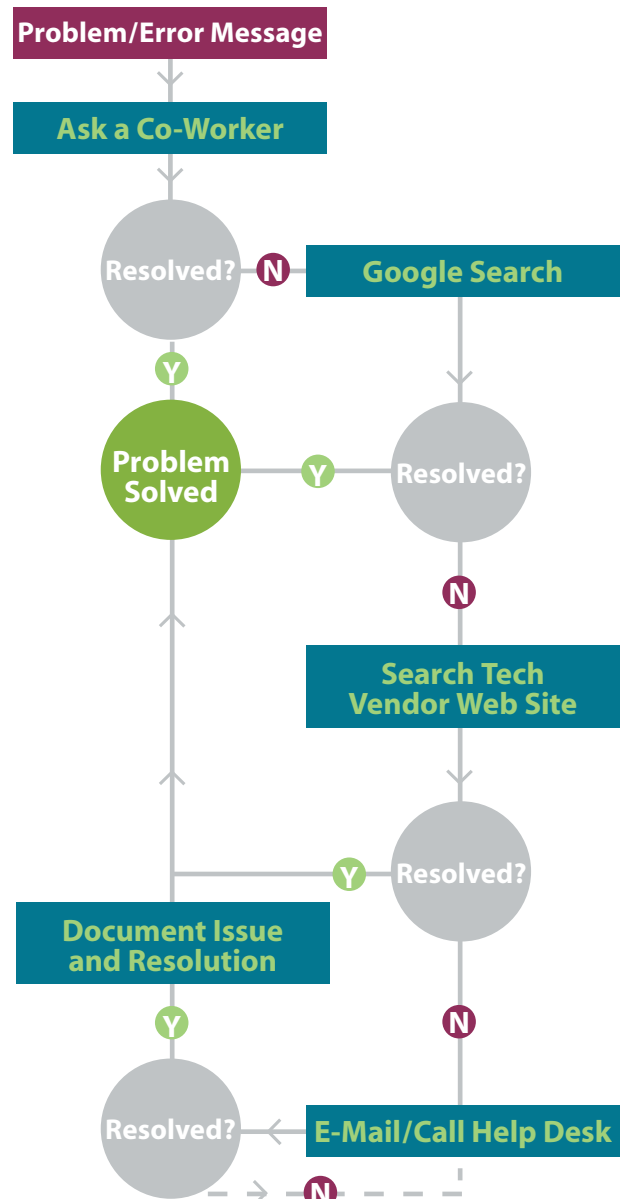 Problem/Error Message
Ask a Co-Worker
Resolved?
N
Google Search
Y
Problem
Solved
Y
Resolved?
N
Search Tech
Vendor Web Site
Y
Resolved?
Document Issue
and Resolution
Y
N
Resolved?
E-Mail/Call Help Desk
N